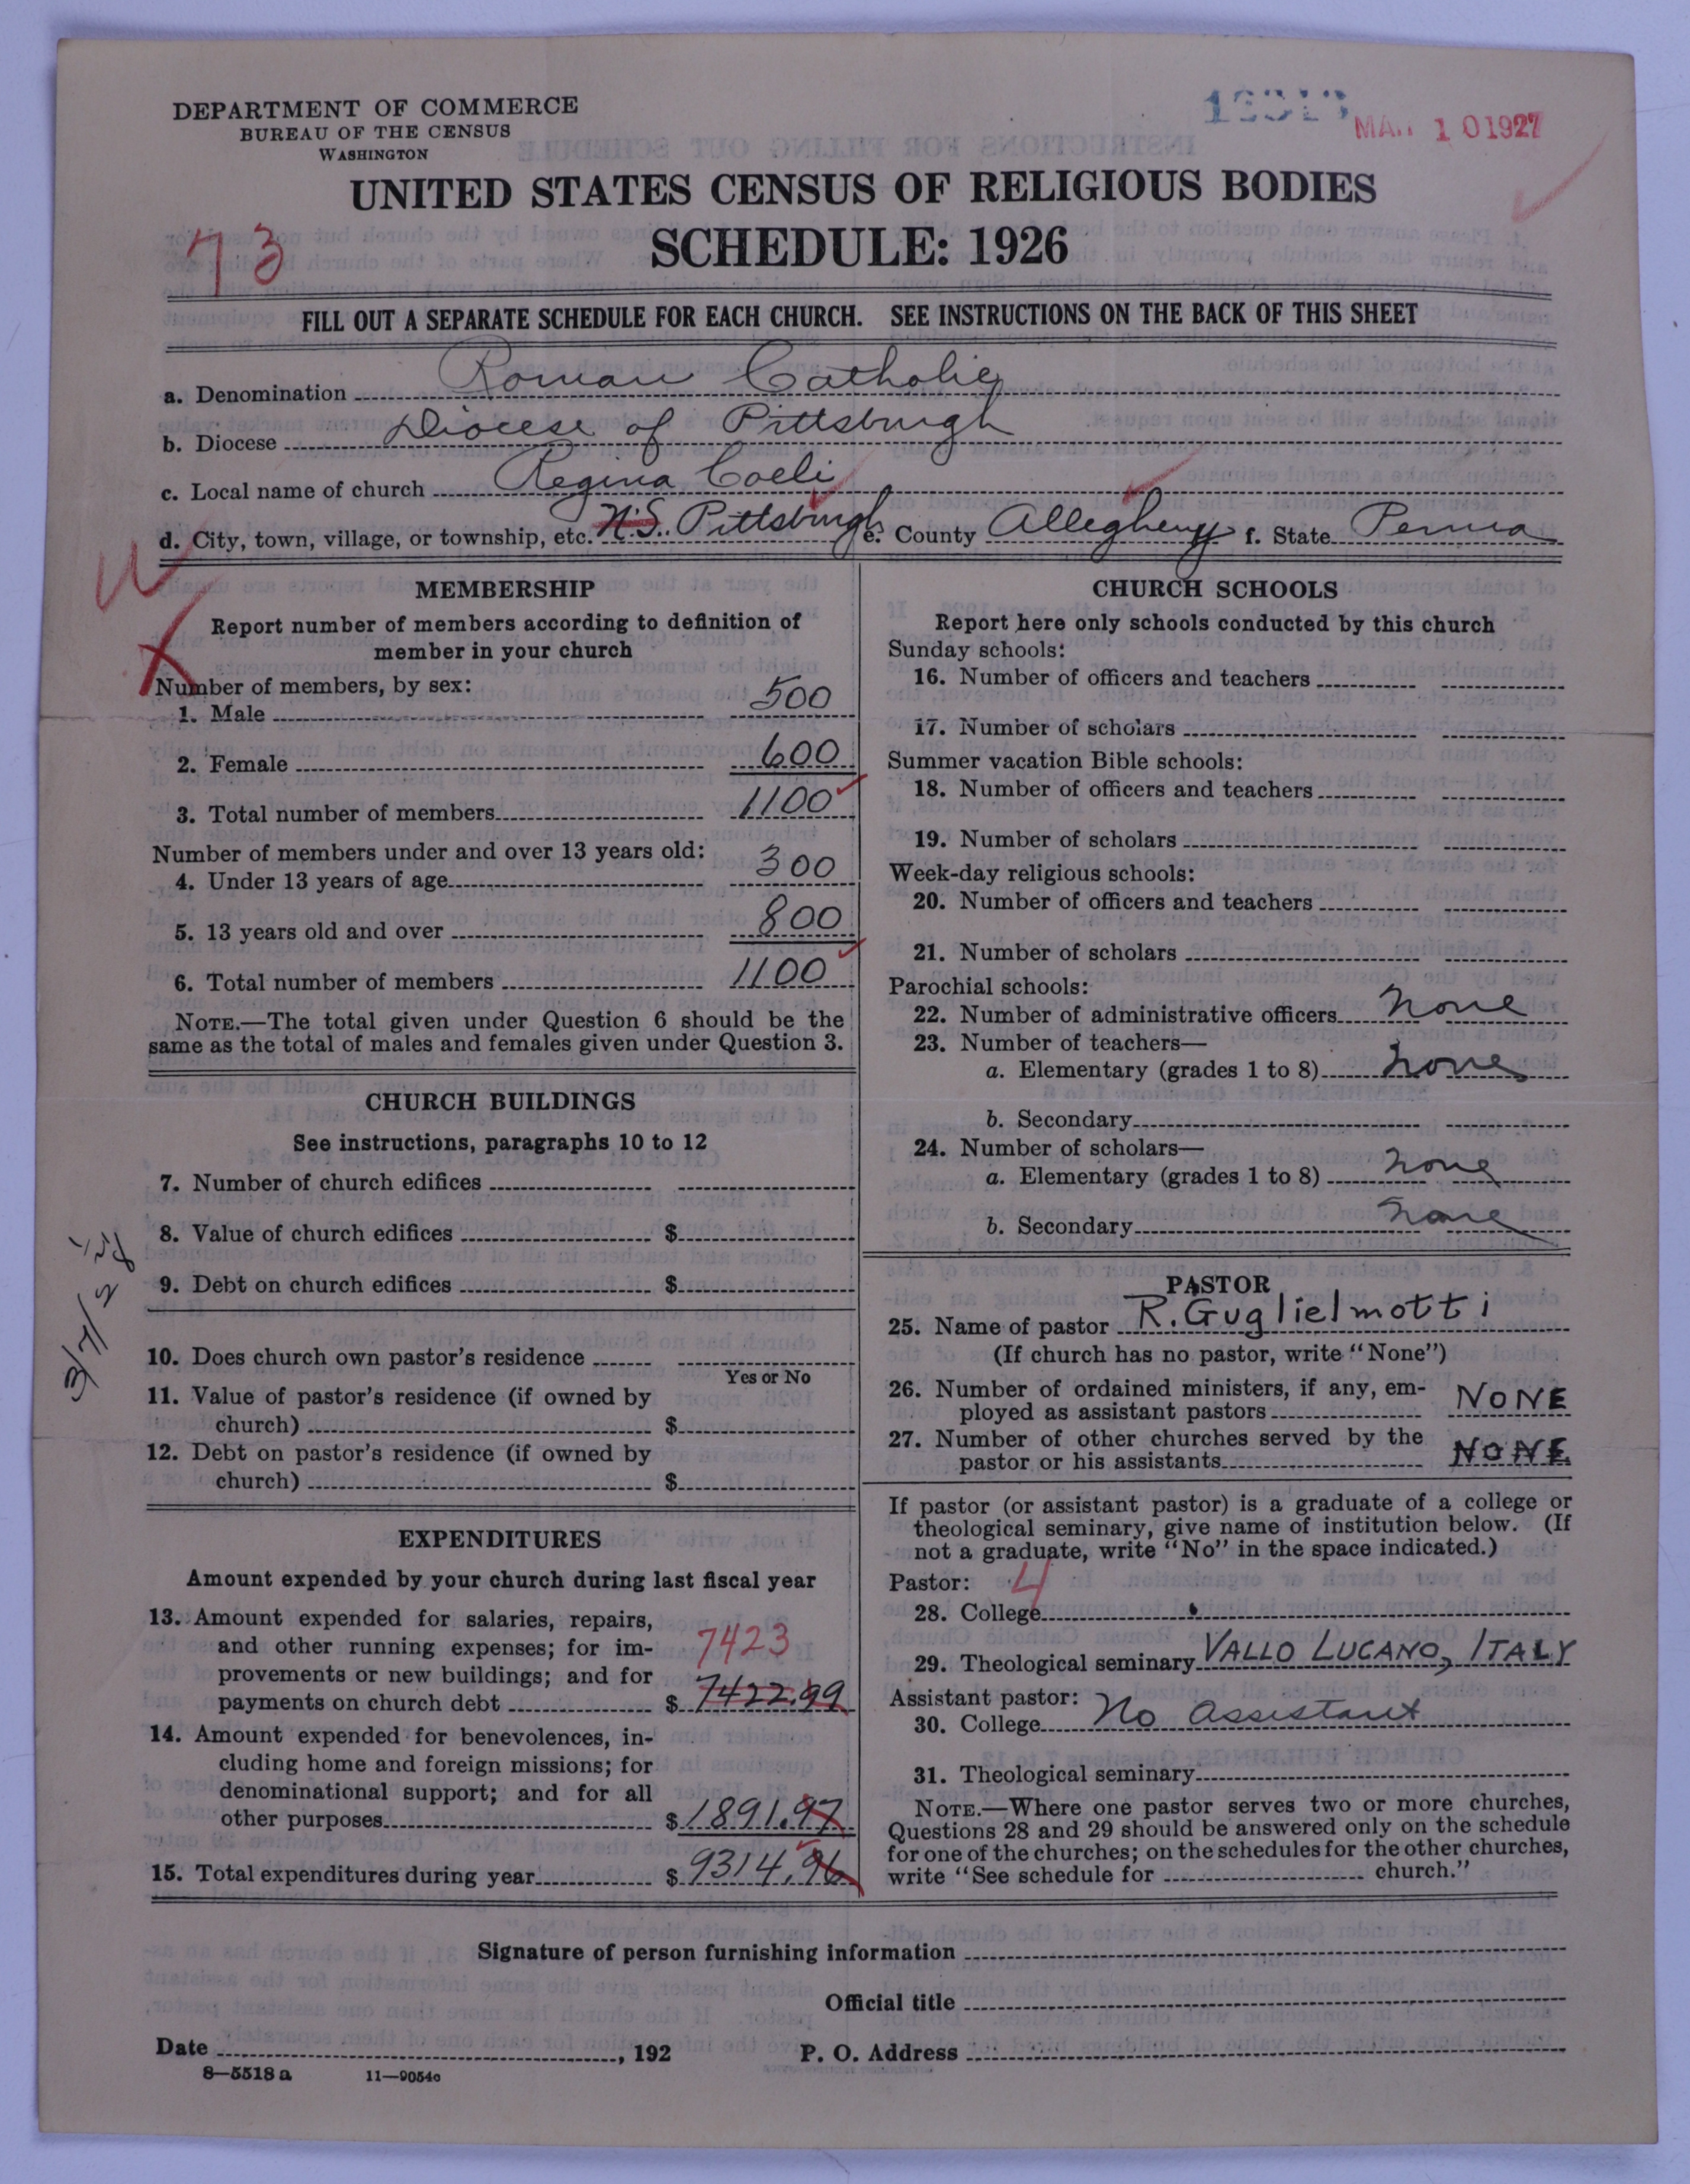 DEPARTMENT OF COMMERCE
BUREAU OF THE CENSUS
WASHINGTON
MAR 10 1927
UNITED STATES CENSUS OF RELIGIOUS BODIES
SCHEDULE: 1926
73
FILL OUT A SEPARATE SCHEDULE FOR EACH CHURCH. SEE INSTRUCTIONS ON THE BACK OF THIS SHEET
a. Denomination Roman Catholic
b. Diocese Diocese of Pittsburgh
c. Local name of church Regina Coeli
d. City, town, village, or township, etc. N.S. Pittsburgh e. County Allegheny f. State Penna
MEMBERSHIP
Report number of members according to definition of
member in your church
Number of members, by sex:
1. Male 500
2. Female 600
3. Total number of members 1100
Number of members under and over 13 years old:
4. Under 13 years of age 300
5. 13 years old and over 800
6. Total number of members 1100
NOTE.—The total given under Question 6 should be the
same as the total of males and females given under Question 3.
CHURCH BUILDINGS
See instructions, paragraphs 10 to 12
7. Number of church edifices
8. Value of church edifices $
9. Debt on church edifices $
10. Does church own pastor's residence
Yes or No
11. Value of pastor's residence (if owned by
church) $
12. Debt on pastor's residence (if owned by
church) $
EXPENDITURES
Amount expended by your church during last fiscal year
13. Amount expended for salaries, repairs,
and other running expenses; for im- 7423
provements or new buildings; and for
payments on church debt $ 7422.99
14. Amount expended for benevolences, in-
cluding home and foreign missions; for
denominational support; and for all
other purposes $ 1891.97
15. Total expenditures during year $ 9314.96
CHURCH SCHOOLS
Report here only schools conducted by this church
Sunday schools:
16. Number of officers and teachers
17. Number of scholars
Summer vacation Bible schools:
18. Number of officers and teachers
19. Number of scholars
Week-day religious schools:
20. Number of officers and teachers
21. Number of scholars
Parochial schools:
22. Number of administrative officers none
23. Number of teachers—
a. Elementary (grades 1 to 8) none
b. Secondary
24. Number of scholars—
a. Elementary (grades 1 to 8) none
b. Secondary none
PASTOR
25. Name of pastor R. Guglielmotti
(If church has no pastor, write "None")
26. Number of ordained ministers, if any, em-
ployed as assistant pastors NONE
27. Number of other churches served by the
pastor or his assistants NONE
If pastor (or assistant pastor) is a graduate of a college or
theological seminary, give name of institution below. (If
not a graduate, write "No" in the space indicated.)
Pastor: 4
28. College
29. Theological seminary VALLO LUCANO, ITALY
Assistant pastor:
30. College No Assistant
31. Theological seminary
NOTE.—Where one pastor serves two or more churches,
Questions 28 and 29 should be answered only on the schedule
for one of the churches; on the schedules for the other churches,
write "See schedule for church."
Signature of person furnishing information
Official title
Date , 192 P. O. Address
8—5518 a 11—9054c